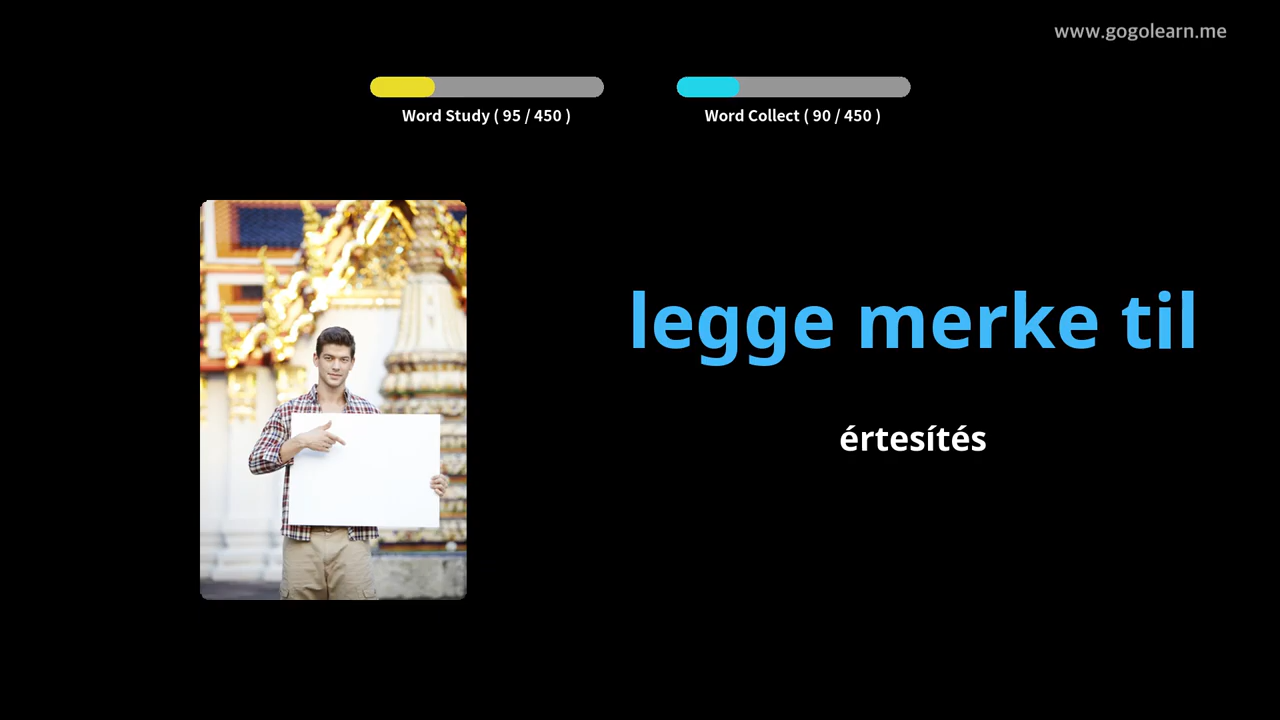 www.gogolearn.me
Word Study ( 95 / 450 )
Word Collect ( 90 / 450 )
legge merke til
értesítés